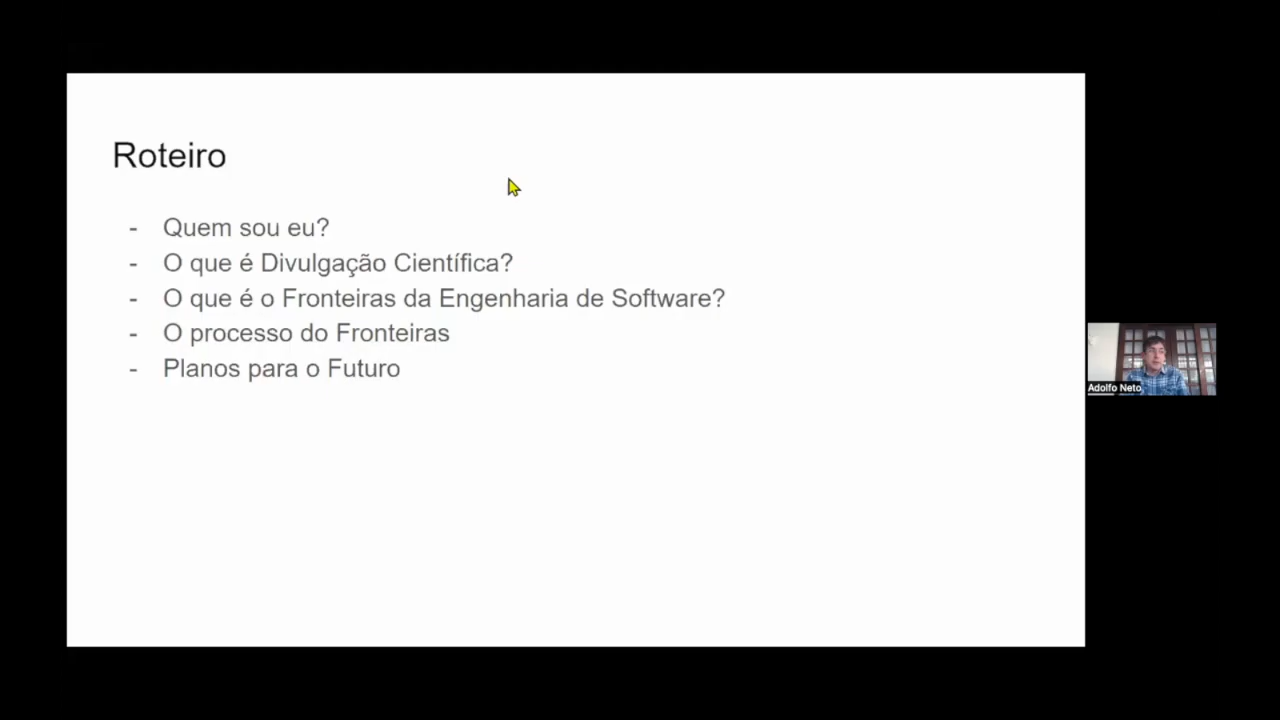 Roteiro
- Quem sou eu?
- O que é Divulgação Científica?
- O que é o Fronteiras da Engenharia de Software?
- O processo do Fronteiras
- Planos para o Futuro
Adolfo Neto